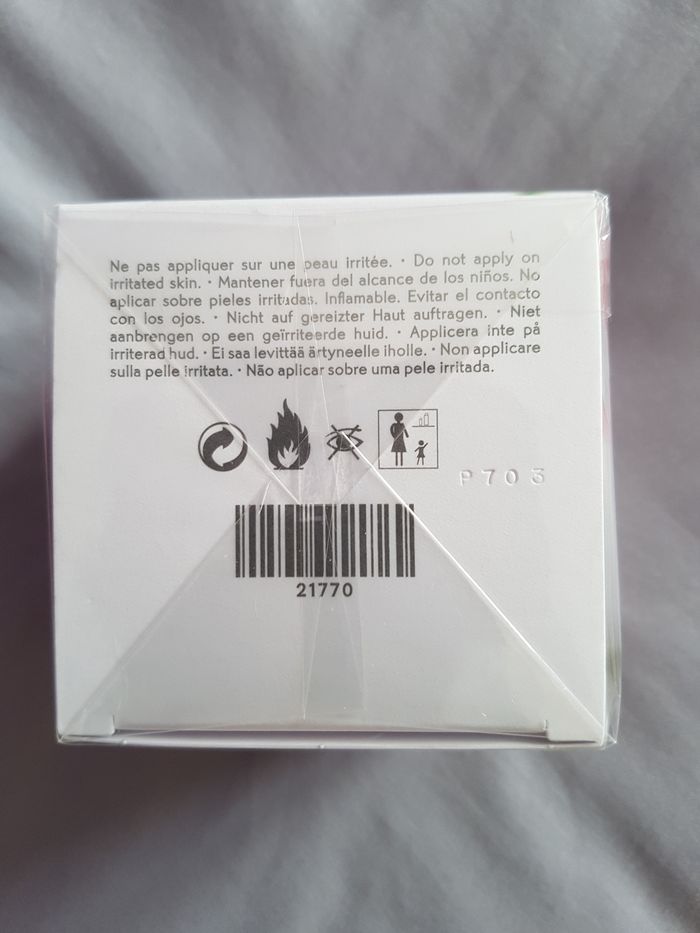 Ne pas appliquer sur une peau irritée. • Do not apply on
irritated skin. • Mantener fuera del alcance de los niños. No
aplicar sobre pieles irritadas. Inflamable. Evitar el contacto
con los ojos. • Nicht auf gereizter Haut auftragen. • Niet
aanbrengen op een geïrriteerde huid. • Applicera inte på
irriterad hud. • Ei saa levittää ärtyneelle iholle. • Non applicare
sulla pelle irritata. • Não aplicar sobre uma pele irritada.
P703
21770